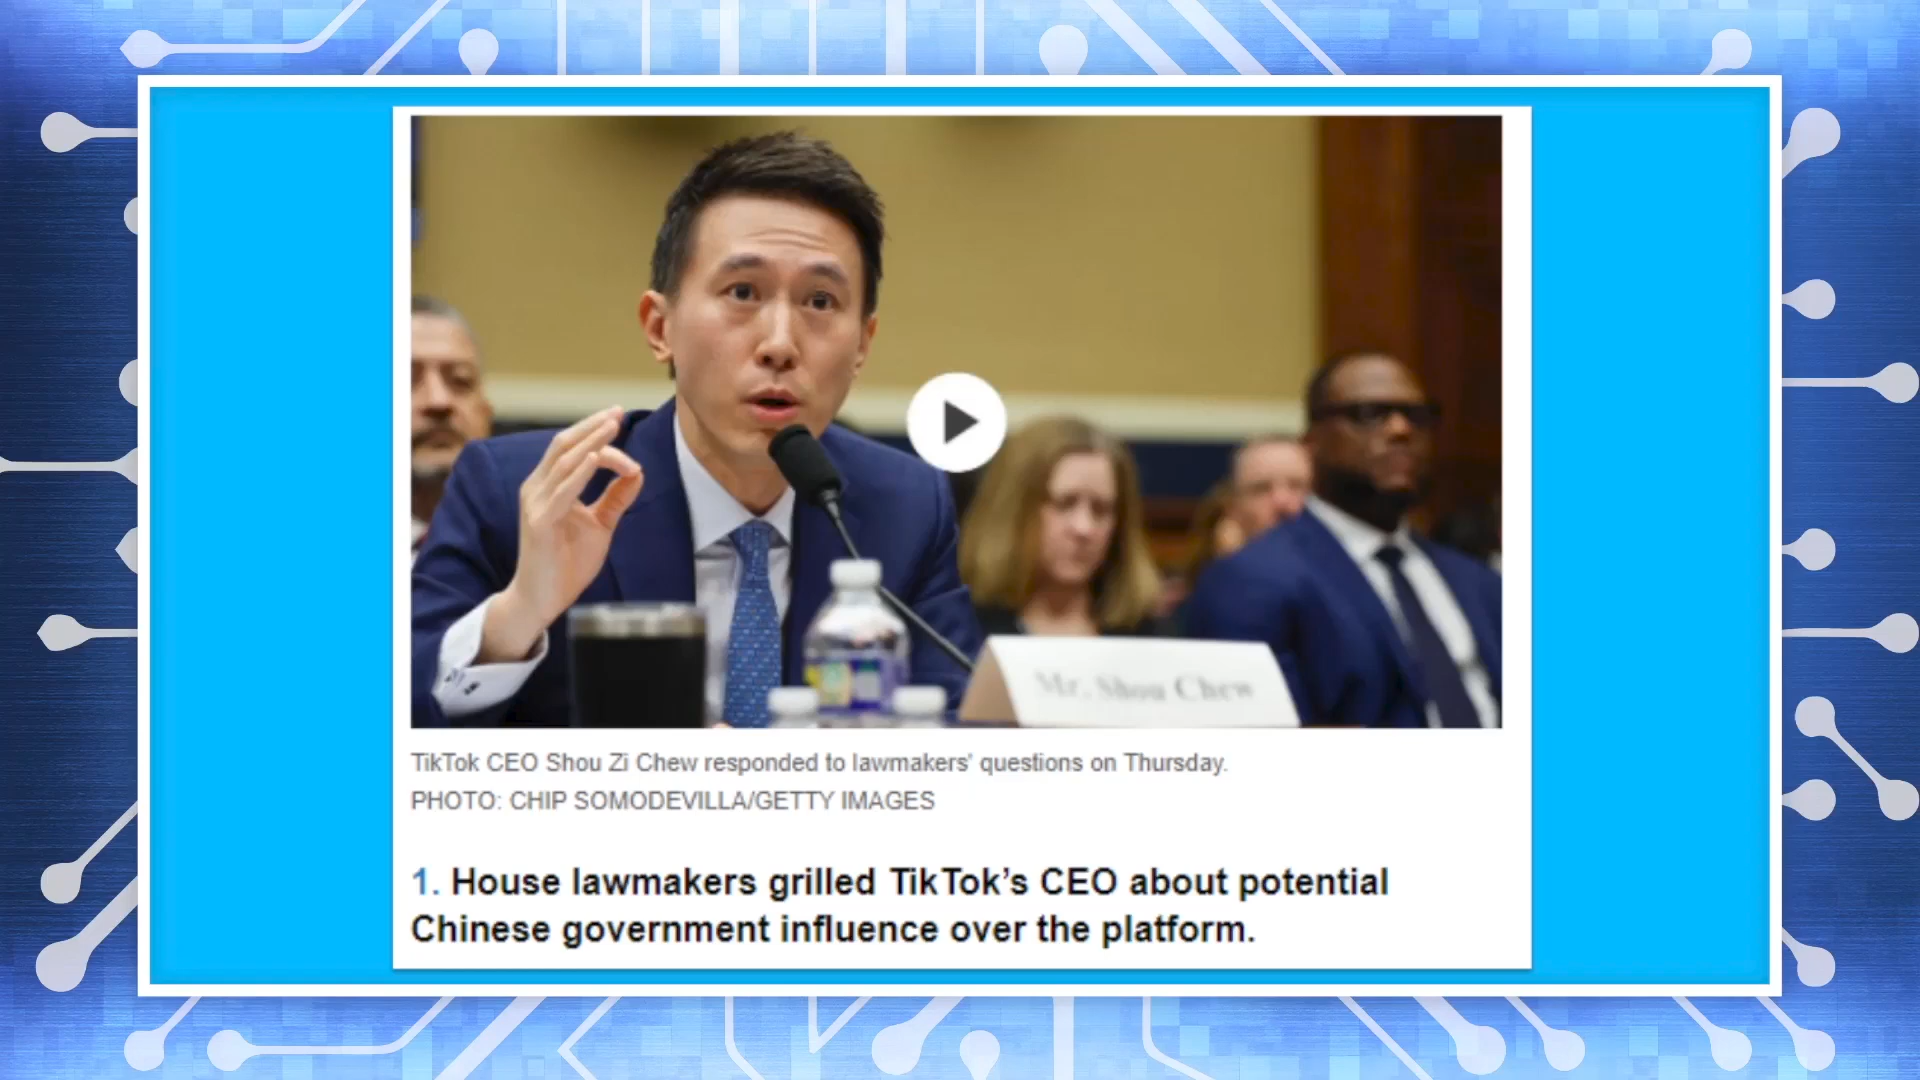 Mr. Shou Chew
TikTok CEO Shou Zi Chew responded to lawmakers' questions on Thursday.
PHOTO: CHIP SOMODEVILLA/GETTY IMAGES
1. House lawmakers grilled TikTok’s CEO about potential
Chinese government influence over the platform.